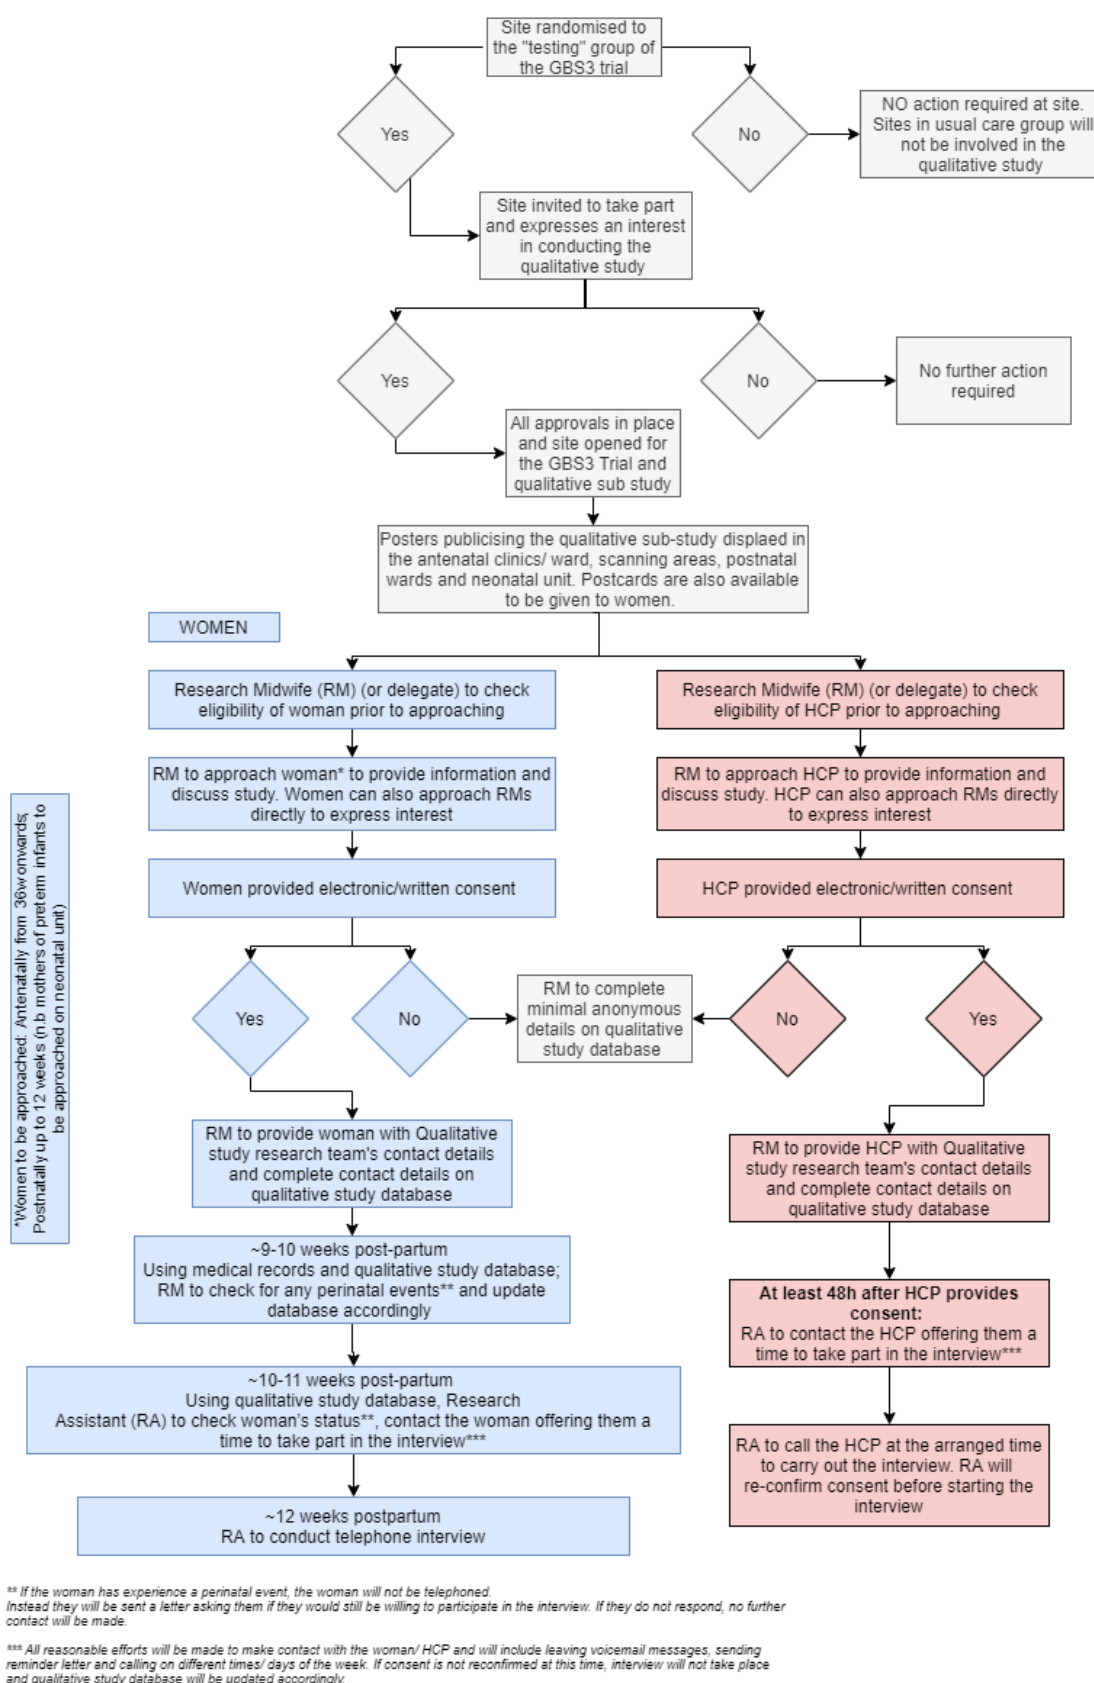 Site randomised to
the "testing" group of
the GBS3 trial
Yes
No
NO action required at site.
Sites in usual care group will
not be involved in the
qualitative study
Site invited to take part
and expresses an interest
in conducting the
qualitative study
Yes
No
No further action
required
All approvals in place
and site opened for
the GBS3 Trial and
qualitative sub study
Posters publicising the qualitative sub-study displaed in
the antenatal clinics/ ward, scanning areas, postnatal
wards and neonatal unit. Postcards are also available
to be given to women.
WOMEN
Research Midwife (RM) (or delegate) to check
eligibility of woman prior to approaching
Research Midwife (RM) (or delegate) to check
eligibility of HCP prior to approaching
RM to approach woman* to provide information and
discuss study. Women can also approach RMs
directly to express interest
RM to approach HCP to provide information and
discuss study. HCP can also approach RMs directly
to express interest
*Women to be approached: Antenatally from 36w onwards;
Postnatally up to 12 weeks (n.b mothers of preterm infants to
be approached on neonatal unit)
Women provided electronic/written consent
HCP provided electronic/written consent
Yes
No
RM to complete
minimal anonymous
details on qualitative
study database
No
Yes
RM to provide woman with Qualitative
study research team's contact details
and complete contact details on
qualitative study database
RM to provide HCP with Qualitative
study research team's contact details
and complete contact details on
qualitative study database
~9-10 weeks post-partum
Using medical records and qualitative study database;
RM to check for any perinatal events** and update
database accordingly
At least 48h after HCP provides
consent:
RA to contact the HCP offering them a
time to take part in the interview***
~10-11 weeks post-partum
Using qualitative study database, Research
Assistant (RA) to check woman's status**, contact the woman offering them a
time to take part in the interview***
RA to call the HCP at the arranged time
to carry out the interview. RA will
re-confirm consent before starting the
interview
~12 weeks postpartum
RA to conduct telephone interview
** If the woman has experience a perinatal event, the woman will not be telephoned.
Instead they will be sent a letter asking them if they would still be willing to participate in the interview. If they do not respond, no further
contact will be made.
*** All reasonable efforts will be made to make contact with the woman/ HCP and will include leaving voicemail messages, sending
reminder letter and calling on different times/ days of the week. If consent is not reconfirmed at this time, interview will not take place
and qualitative study database will be updated accordingly.